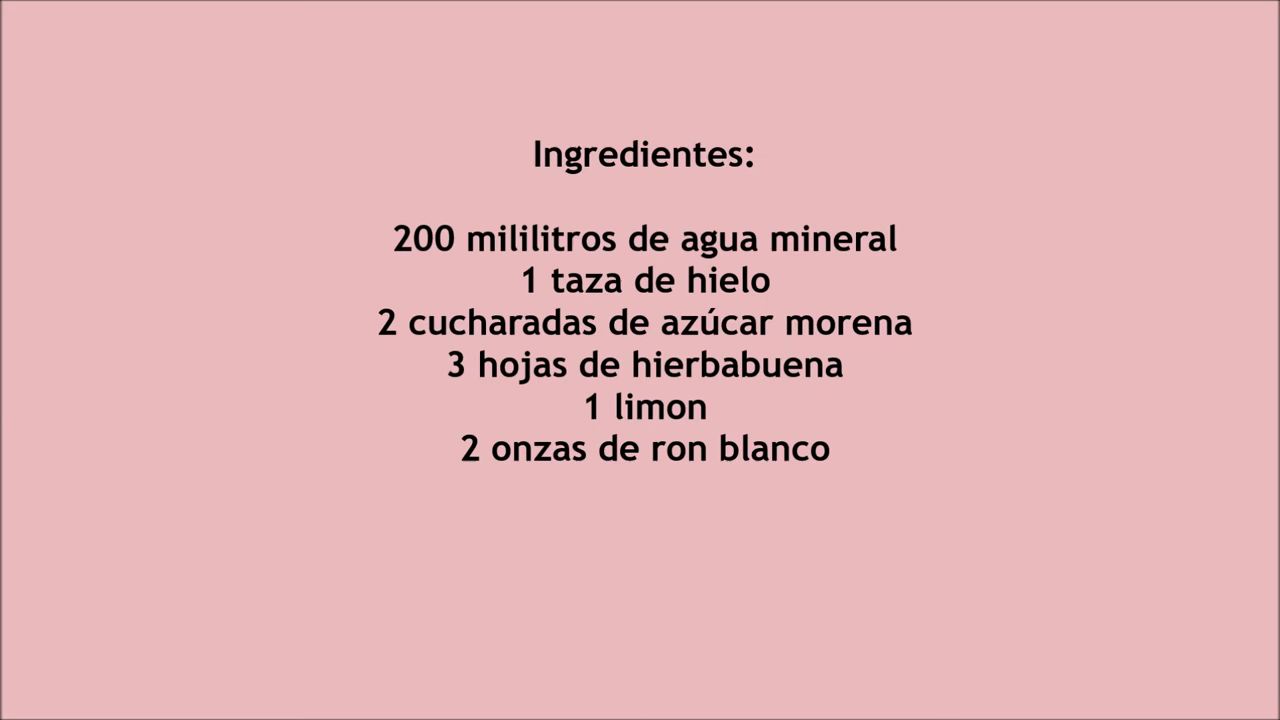 Ingredientes:
200 mililitros de agua mineral
1 taza de hielo
2 cucharadas de azúcar morena
3 hojas de hierbabuena
1 limon
2 onzas de ron blanco